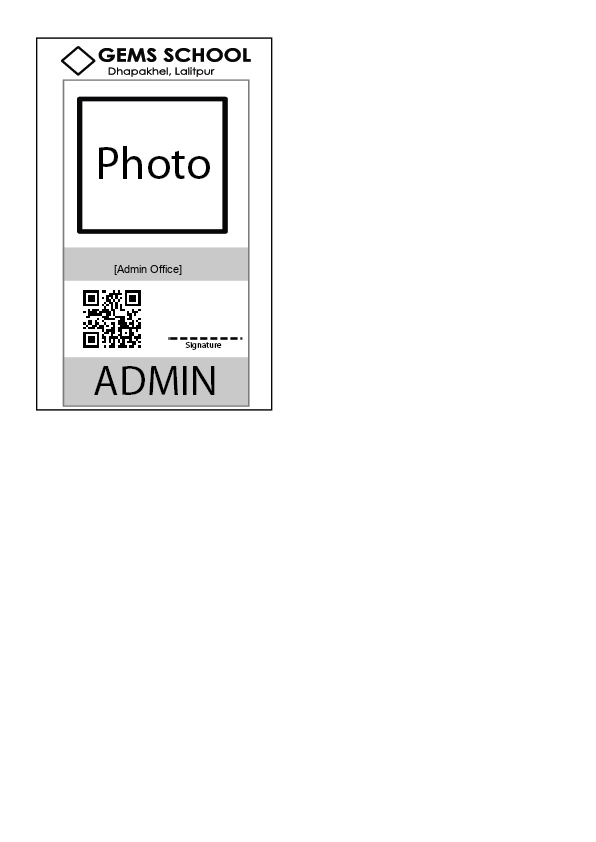 GEMS SCHOOL
Dhapakhel, Lalitpur
Photo
[Admin Office]
Signature
ADMIN